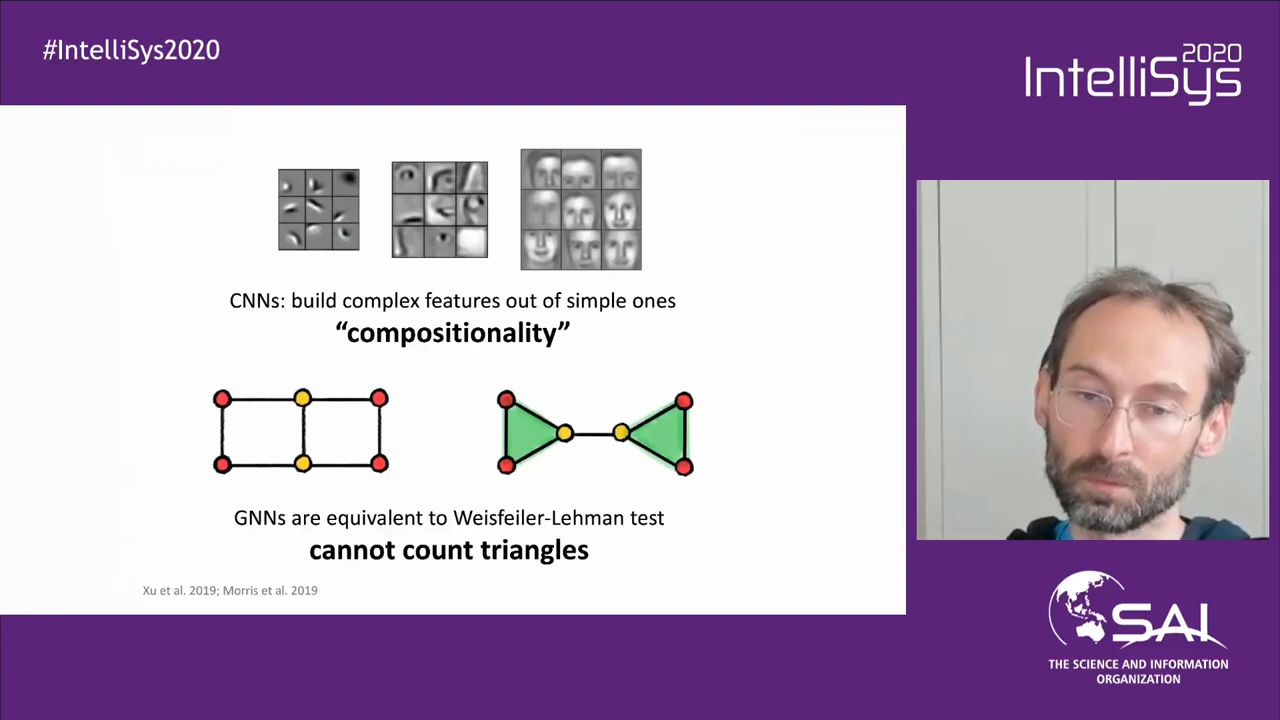 #IntelliSys2020
2020
IntelliSys
CNNs: build complex features out of simple ones
“compositionality”
GNNs are equivalent to Weisfeiler-Lehman test
cannot count triangles
Xu et al. 2019; Morris et al. 2019
SAI
THE SCIENCE AND INFORMATION
ORGANIZATION